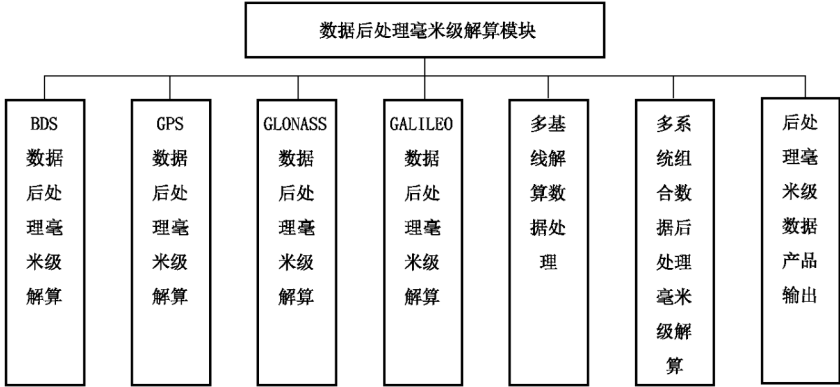 数据后处理毫米级解算模块
BDS
数据
后处
理毫
米级
解算
GPS
数据
后处
理毫
米级
解算
GLONASS
数据
后处
理毫
米级
解算
GALILEO
数据
后处
理毫
米级
解算
多基
线解
算数
据处
理
多系
统组
合数
据后
处理
毫米
级解
算
后处
理毫
米级
数据
产品
输出